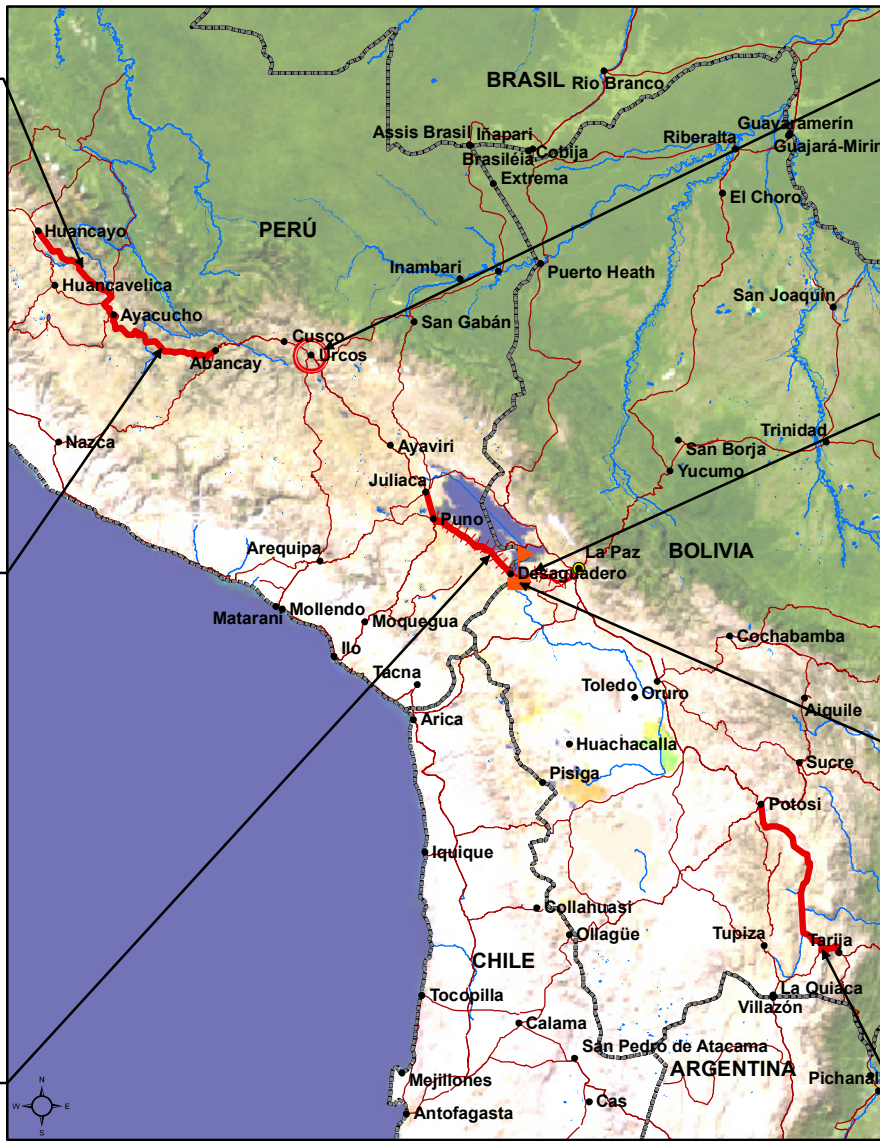 BRASIL
Rio Branco
Assis Brasil
Iñapari
Brasiléia
Cobija
Extrema
Riberalta
Guayaramerín
Guajará-Mirin
El Choro
PERÚ
Huancayo
Huancavelica
Ayacucho
Abancay
Cusco
Urcos
Inambari
Puerto Heath
San Gabán
San Joaquín
Nazca
Ayaviri
Juliaca
Puno
Trinidad
San Borja
Yucumo
Arequipa
La Paz
BOLIVIA
Desaguadero
Matarani
Mollendo
Moquegua
Ilo
Tacna
Arica
Cochabamba
Toledo
Oruro
Aiquile
Huachacalla
Sucre
Pisiga
Potosi
Iquique
Collahuasi
Ollagüe
Tupiza
Tarija
CHILE
La Quiaca
Villazón
Tocopilla
Calama
San Pedro de Atacama
ARGENTINA
Pichanal
Mejillones
Cas
Antofagasta
N
W
E
S